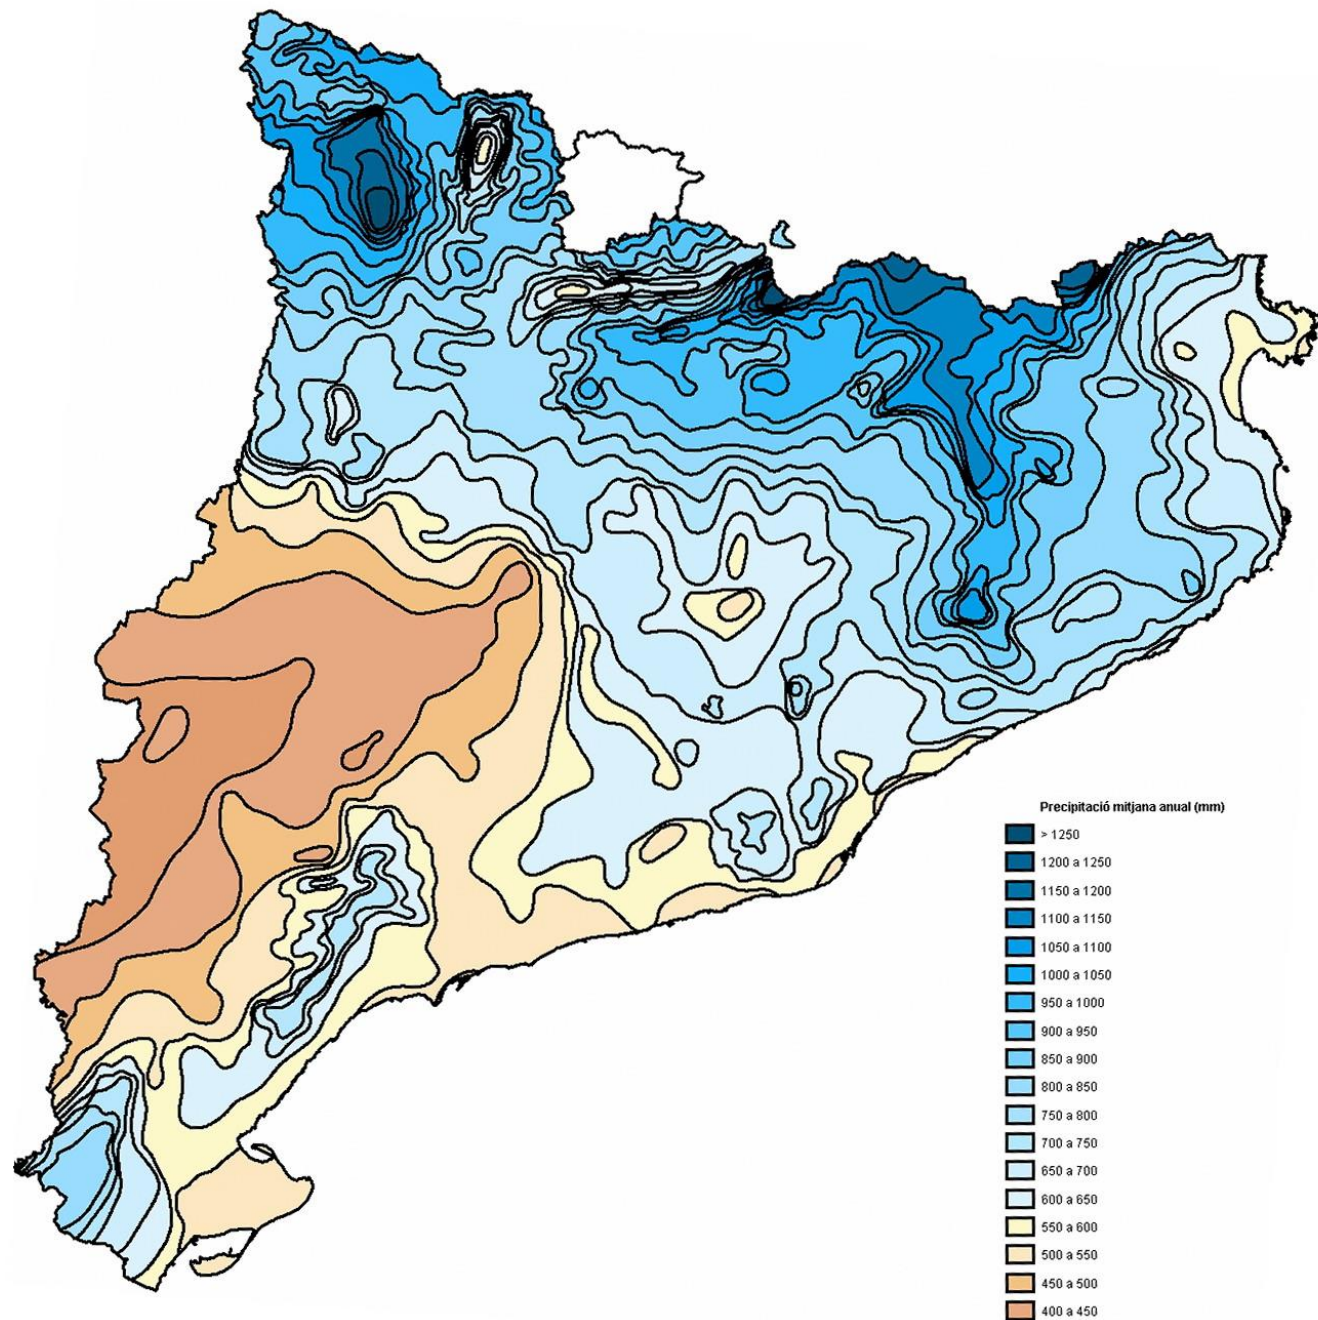 Precipitació mitjana anual (mm)
> 1250
1200 a 1250
1150 a 1200
1100 a 1150
1050 a 1100
1000 a 1050
950 a 1000
900 a 950
850 a 900
800 a 850
750 a 800
700 a 750
650 a 700
600 a 650
550 a 600
500 a 550
450 a 500
400 a 450